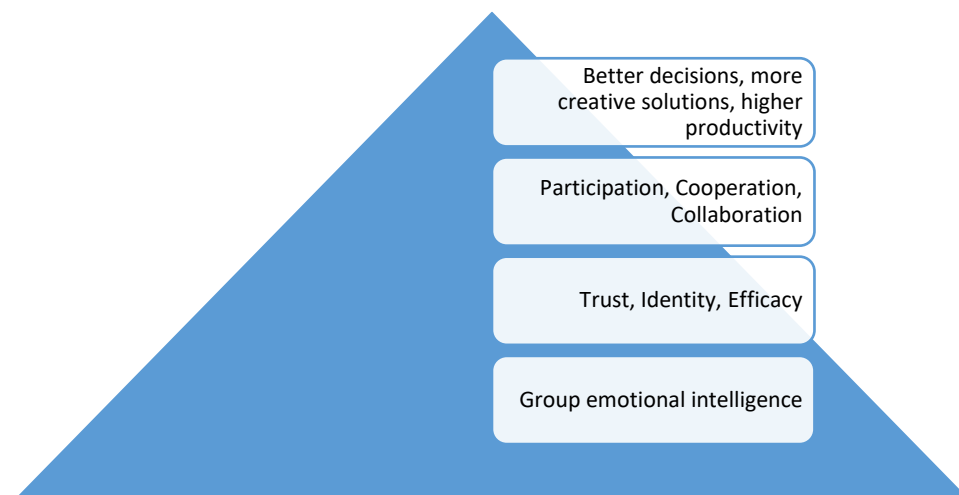 Better decisions, more
creative solutions, higher
productivity
Participation, Cooperation,
Collaboration
Trust, Identity, Efficacy
Group emotional intelligence